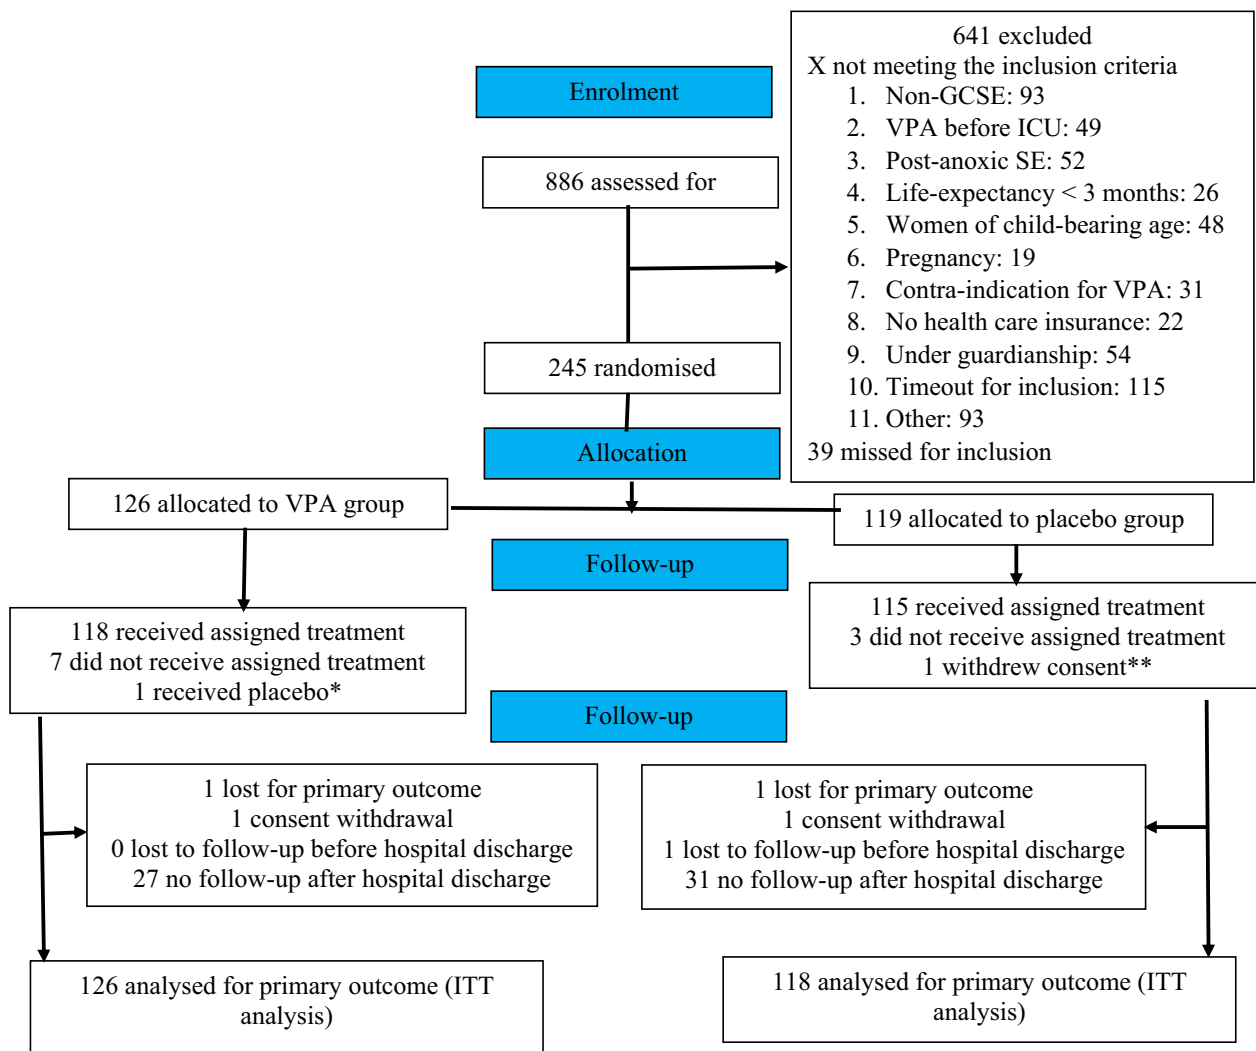 641 excluded
X not meeting the inclusion criteria
1. Non-GCSE: 93
2. VPA before ICU: 49
3. Post-anoxic SE: 52
4. Life-expectancy < 3 months: 26
5. Women of child-bearing age: 48
6. Pregnancy: 19
7. Contra-indication for VPA: 31
8. No health care insurance: 22
9. Under guardianship: 54
10. Timeout for inclusion: 115
11. Other: 93
39 missed for inclusion
Enrolment
886 assessed for
245 randomised
Allocation
126 allocated to VPA group
119 allocated to placebo group
Follow-up
118 received assigned treatment
7 did not receive assigned treatment
1 received placebo*
115 received assigned treatment
3 did not receive assigned treatment
1 withdrew consent**
Follow-up
1 lost for primary outcome
1 consent withdrawal
0 lost to follow-up before hospital discharge
27 no follow-up after hospital discharge
1 lost for primary outcome
1 consent withdrawal
1 lost to follow-up before hospital discharge
31 no follow-up after hospital discharge
126 analysed for primary outcome (ITT
analysis)
118 analysed for primary outcome (ITT
analysis)